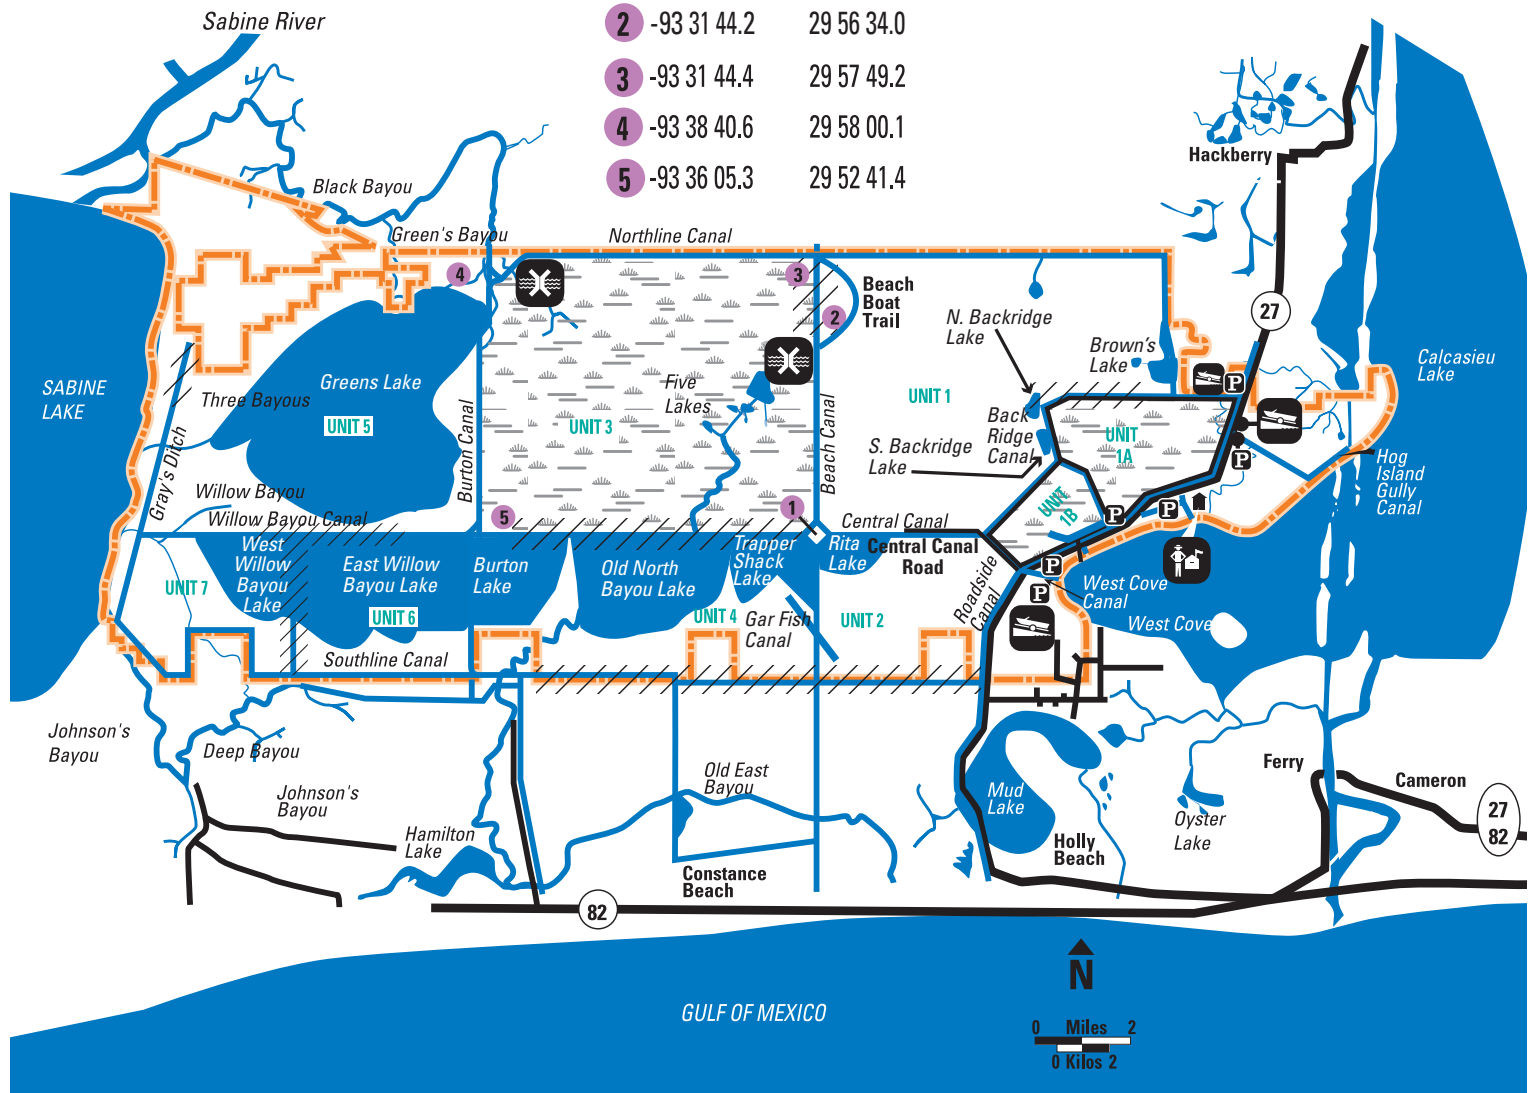 Sabine River
2 -93 31 44.2 29 56 34.0
3 -93 31 44.4 29 57 49.2
4 -93 38 40.6 29 58 00.1
5 -93 36 05.3 29 52 41.4
Hackberry
Black Bayou
Green's Bayou
Northline Canal
4
3
2
Beach
Boat
Trail
27
N. Backridge
Lake
Brown's
Lake
Calcasieu
Lake
SABINE
LAKE
Greens Lake
Three Bayous
UNIT 5
Five
Lakes
UNIT 3
UNIT 1
P
Back
Ridge
Canal
UNIT
1A
S. Backridge
Lake
P
Hog
Island
Gully
Canal
Gray's Ditch
Burton Canal
Beach Canal
Willow Bayou
Willow Bayou Canal
5
1
Central Canal
UNIT
1B
P
P
West
Willow
Bayou
Lake
East Willow
Bayou Lake
Burton
Lake
Old North
Bayou Lake
Trapper
Shack
Lake
Rita
Lake
Central Canal
Road
P
West Cove
Canal
P
UNIT 7
UNIT 6
UNIT 4
Gar Fish
Canal
UNIT 2
Roadside
Canal
West Cove
Southline Canal
Johnson's
Bayou
Deep Bayou
Johnson's
Bayou
Old East
Bayou
Mud
Lake
Ferry
Cameron
27
82
Oyster
Lake
Hamilton
Lake
Holly
Beach
Constance
Beach
82
N
GULF OF MEXICO
0 Miles 2
0 Kilos 2